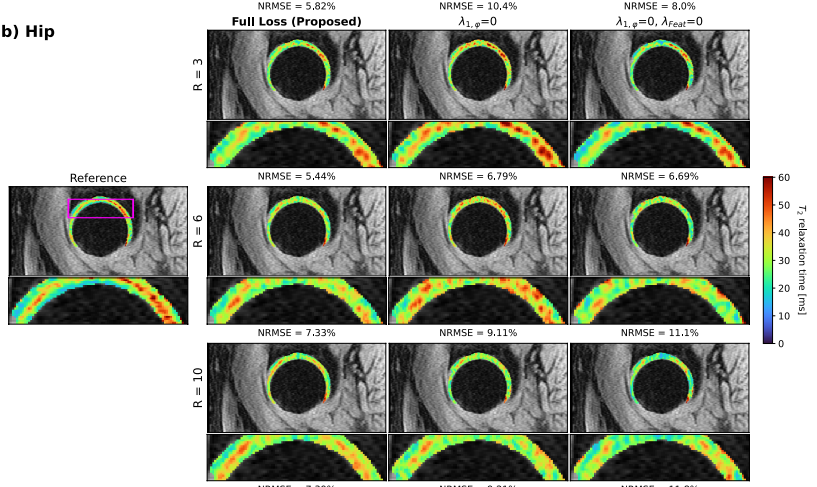 NRMSE = 5.82% NRMSE = 10.4% NRMSE = 8.0%
b) Hip
Full Loss (Proposed) λ₁,φ=0 λ₁,φ=0, λFeat=0
R = 3
NRMSE = 5.44% NRMSE = 6.79% NRMSE = 6.69%
Reference
R = 6
60
50
40
30
20
10
0
T₂ relaxation time [ms]
NRMSE = 7.33% NRMSE = 9.11% NRMSE = 11.1%
R = 10